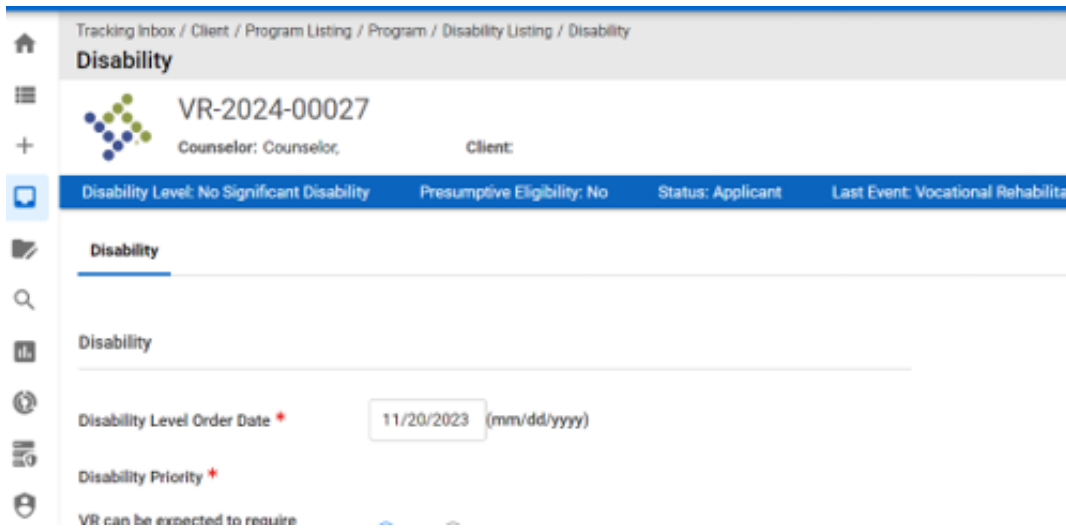 Tracking Inbox / Client / Program Listing / Program / Disability Listing / Disability
Disability
VR-2024-00027
Counselor: Counselor, Client:
Disability Level: No Significant Disability Presumptive Eligibility: No Status: Applicant Last Event: Vocational Rehabilita
Disability
Disability
Disability Level Order Date * 11/20/2023 (mm/dd/yyyy)
Disability Priority *
VR can be expected to require